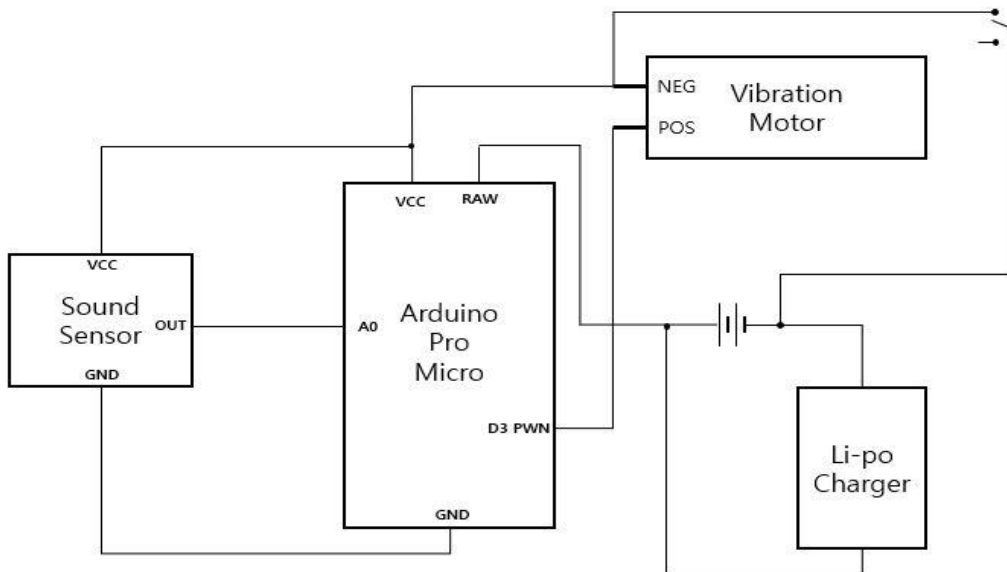 NEG
Vibration
Motor
POS
VCC
RAW
VCC
Sound
Sensor
OUT
GND
A0
Arduino
Pro
Micro
D3 PWN
GND
Li-po
Charger